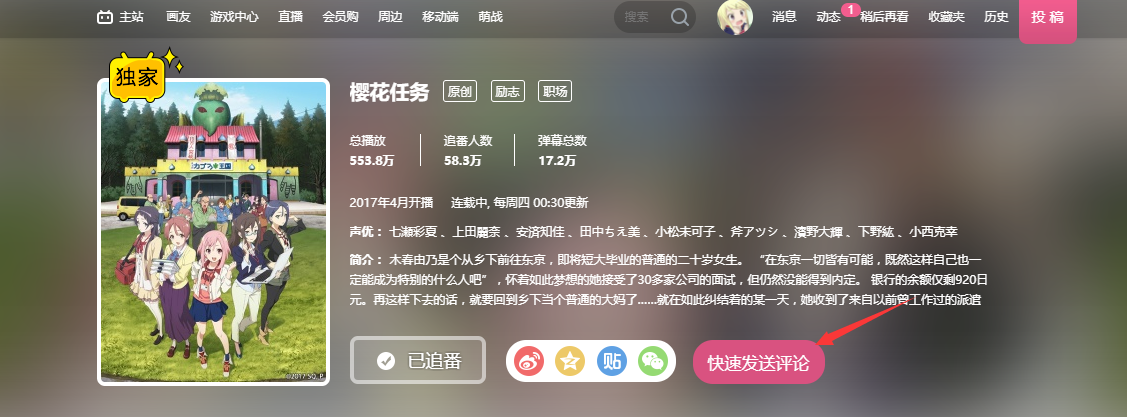 主站 画友 游戏中心 直播 会员购 周边 移动端 萌战 搜索 消息 动态 1 稍后再看 收藏夹 历史 投 稿
独家
樱花任务 原创 励志 职场
总播放 追番人数 弹幕总数
553.8万 58.3万 17.2万
2017年4月开播 连载中, 每周四 00:30更新
声优： 七瀬彩夏 、上田麗奈 、安済知佳 、田中ちえ美 、小松未可子 、斧アッシ 、濱野大輝 、下野紘 、小西克幸
简介： 木春由乃是个从乡下前往东京，即将短大毕业的普通的二十岁女生。 “在东京一切皆有可能，既然这样自己也一
定能成为特别的什么人吧”，怀着如此梦想的她接受了30多家公司的面试，但仍然没能得到内定。 银行的余额仅剩920日
元。再这样下去的话，就要回到乡下当个普通的大妈了......就在如此纠结着的某一天，她收到了来自以前曾工作过的派遣
已追番 贴 快速发送评论
王国